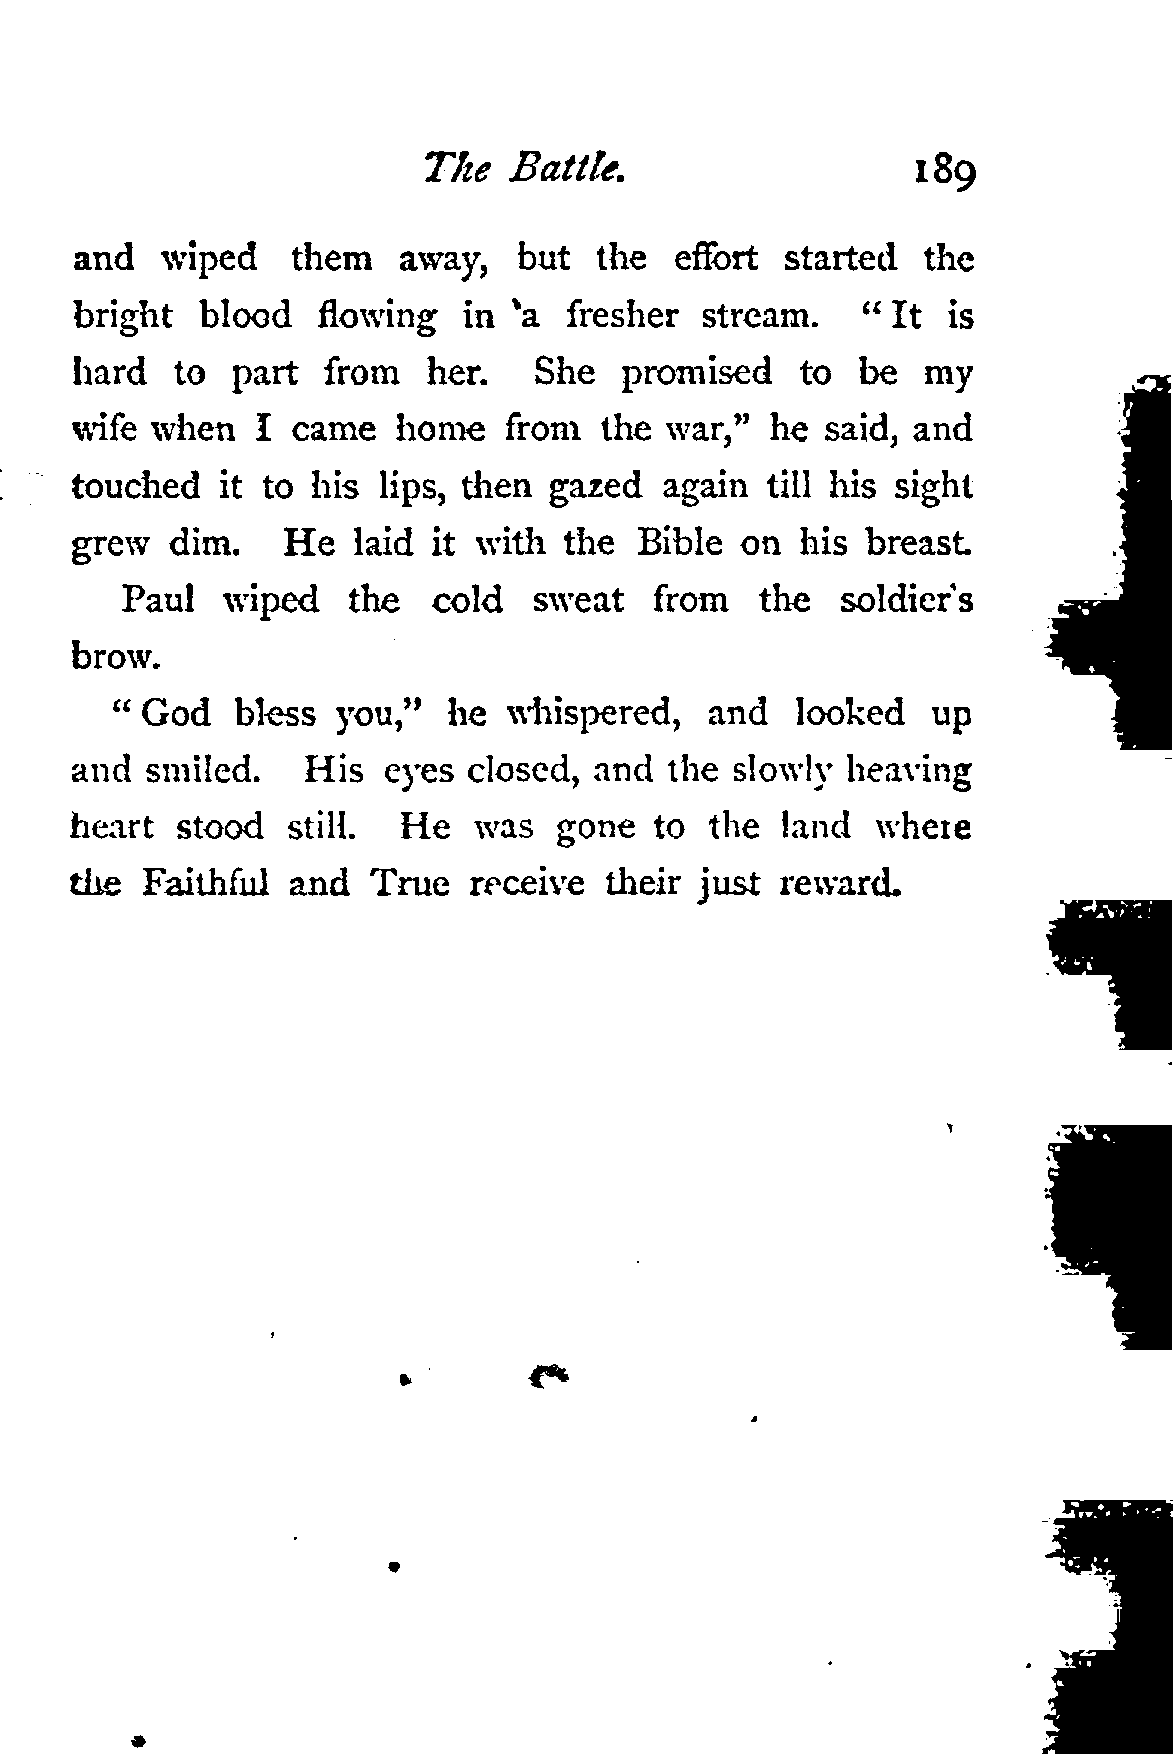 The Battle. 189
and wiped them away, but the effort started the
bright blood flowing in a fresher stream. “ It is
hard to part from her. She promised to be my
wife when I came home from the war,” he said, and
touched it to his lips, then gazed again till his sight
grew dim. He laid it with the Bible on his breast.
Paul wiped the cold sweat from the soldier's
brow.
“ God bless you,” he whispered, and looked up
and smiled. His eyes closed, and the slowly heaving
heart stood still. He was gone to the land where
the Faithful and True receive their just reward.